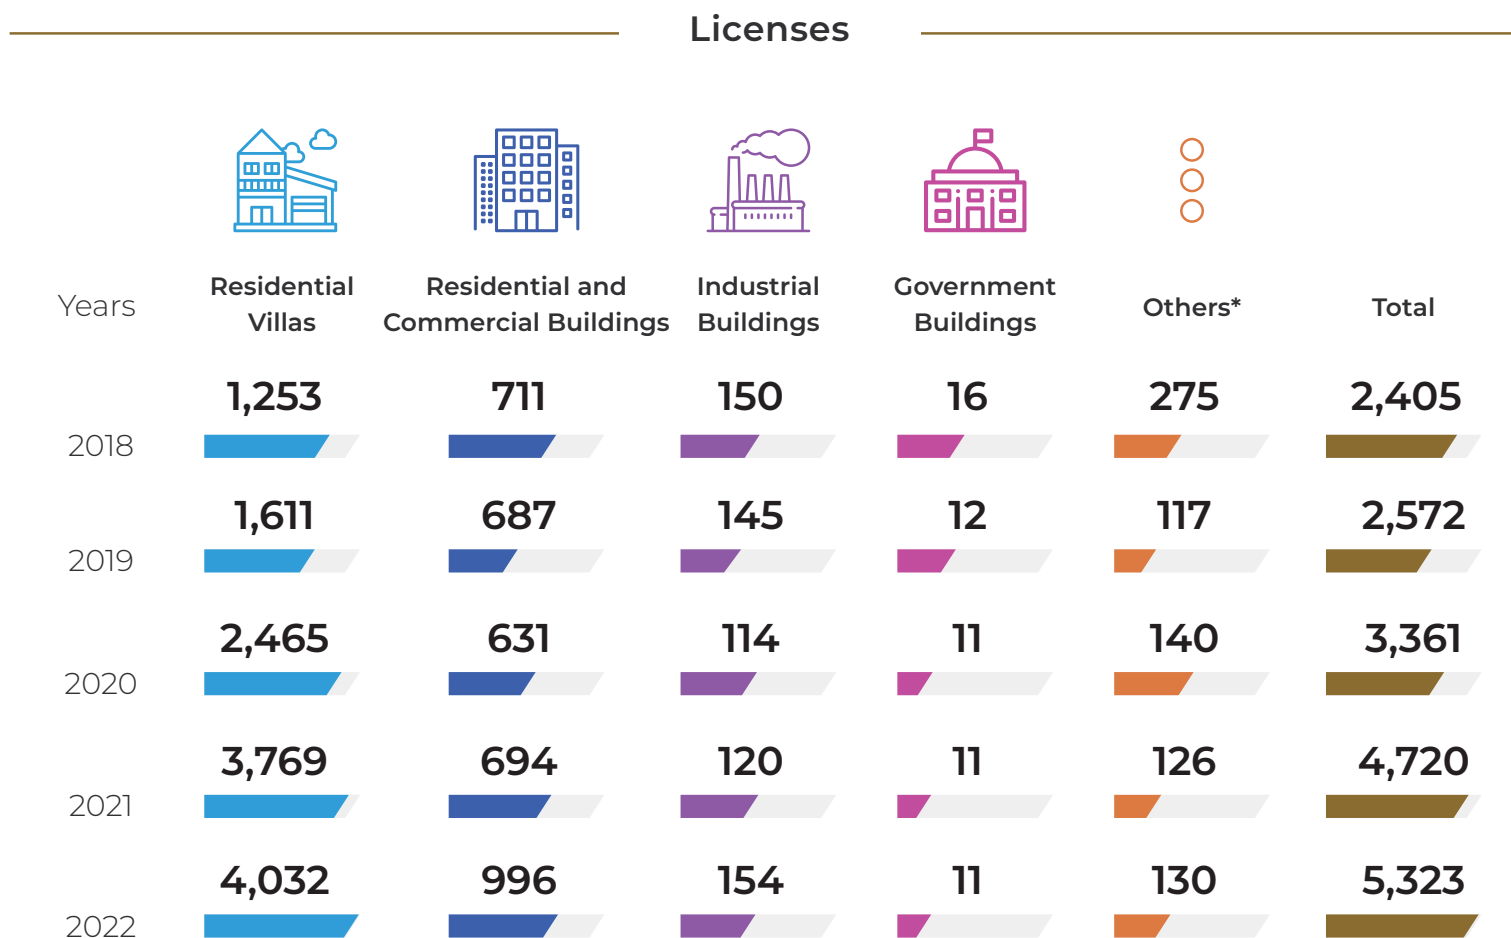 Licenses
Years
Residential
Villas
Residential and
Commercial Buildings
Industrial
Buildings
Government
Buildings
Others*
Total
1,253 711 150 16 275 2,405
2018
1,611 687 145 12 117 2,572
2019
2,465 631 114 11 140 3,361
2020
3,769 694 120 11 126 4,720
2021
4,032 996 154 11 130 5,323
2022